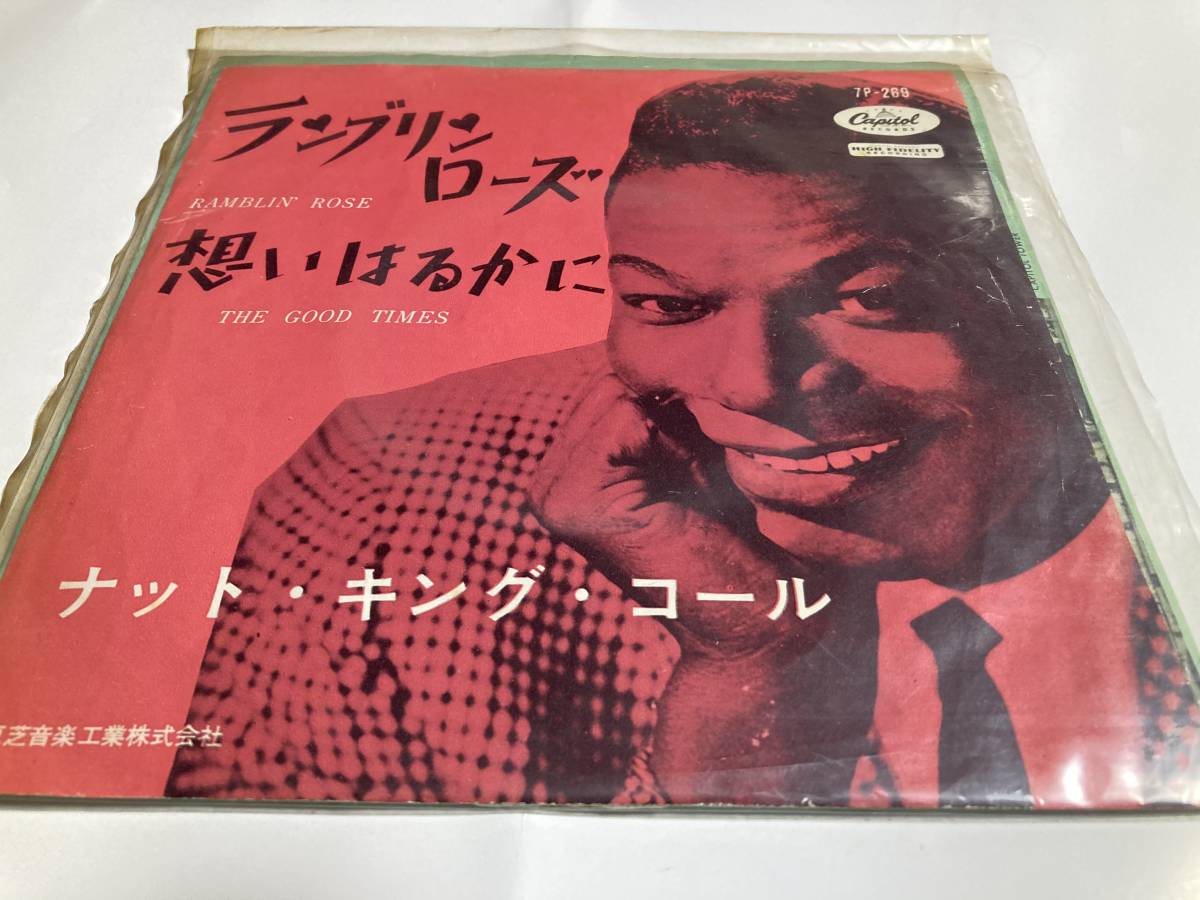 7P-269
Capitol
RECORDS
HIGH FIDELITY
RECORDING
ランブリン
ローズ
RAMBLIN' ROSE
想いはるかに
THE GOOD TIMES
CAPITOL TOWER
ナット・キング・コール
芝音楽工業株式会社